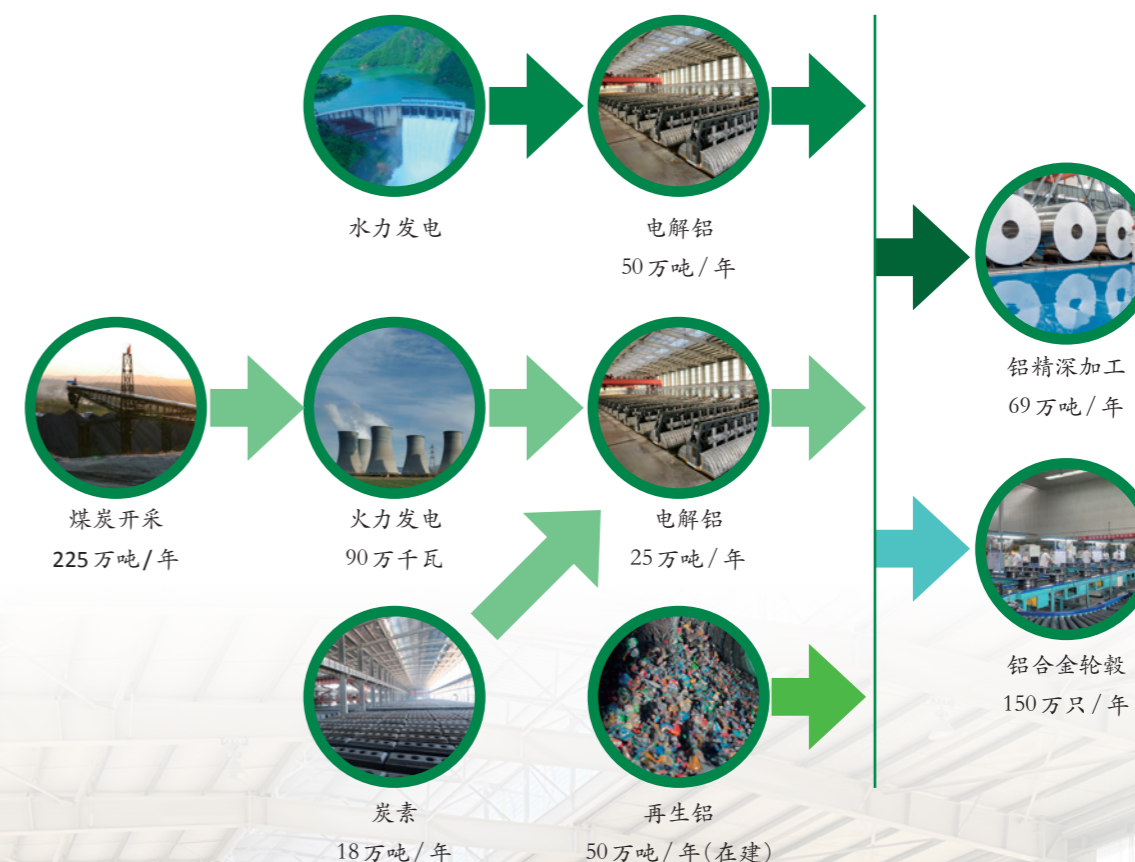 水力发电
电解铝
50万吨/年
铝精深加工
69万吨/年
煤炭开采
225万吨/年
火力发电
90万千瓦
电解铝
25万吨/年
铝合金轮毂
150万只/年
炭素
18万吨/年
再生铝
50万吨/年(在建)